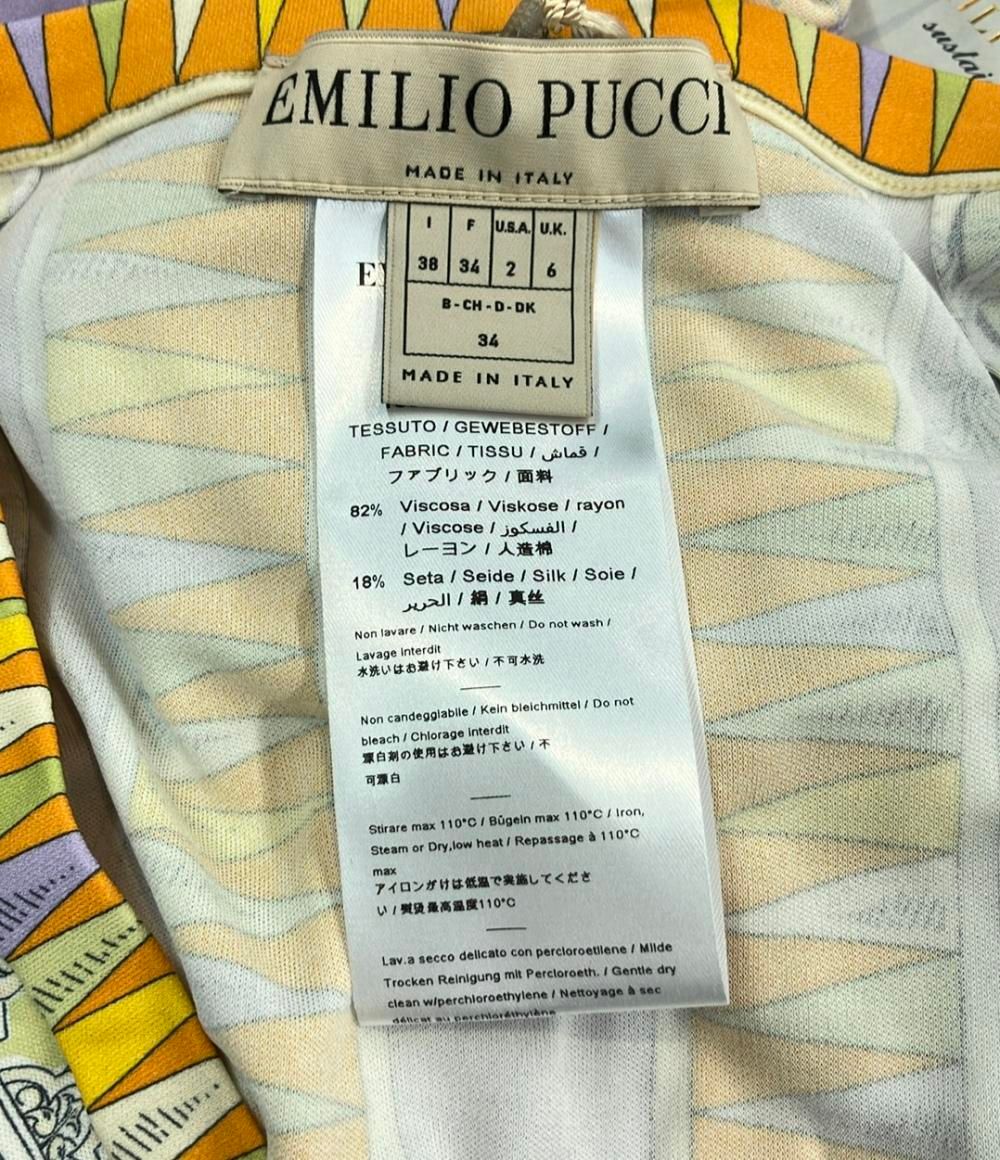 EMILIO PUCCI
MADE IN ITALY
I F U.S.A. U.K.
38 34 2 6
B - CH - D - DK
34
MADE IN ITALY
TESSUTO / GEWEBESTOFF /
FABRIC / TISSU / قماش /
ファブリック / 面料
82% Viscosa / Viskose / rayon
/ Viscose / الفسكوز /
レーヨン / 人造棉
18% Seta / Seide / Silk / Soie /
الحرير / 絹 / 真丝
Non lavare / Nicht waschen / Do not wash /
Lavage interdit
水洗いはお避け下さい / 不可水洗
Non candeggiabile / Kein bleichmittel / Do not
bleach / Chlorage interdit
漂白剤の使用はお避け下さい / 不
可漂白
Stirare max 110°C / Bügeln max 110°C / Iron,
Steam or Dry,low heat / Repassage à 110°C
max
アイロンがけは低温で実施してくださ
い / 熨烫最高温度110°C
Lav.a secco delicato con percloroetilene / Milde
Trocken Reinigung mit Percloroeth. / Gentle dry
clean w/perchloroethylene / Nettoyage à sec
délicat au perchloréthylène